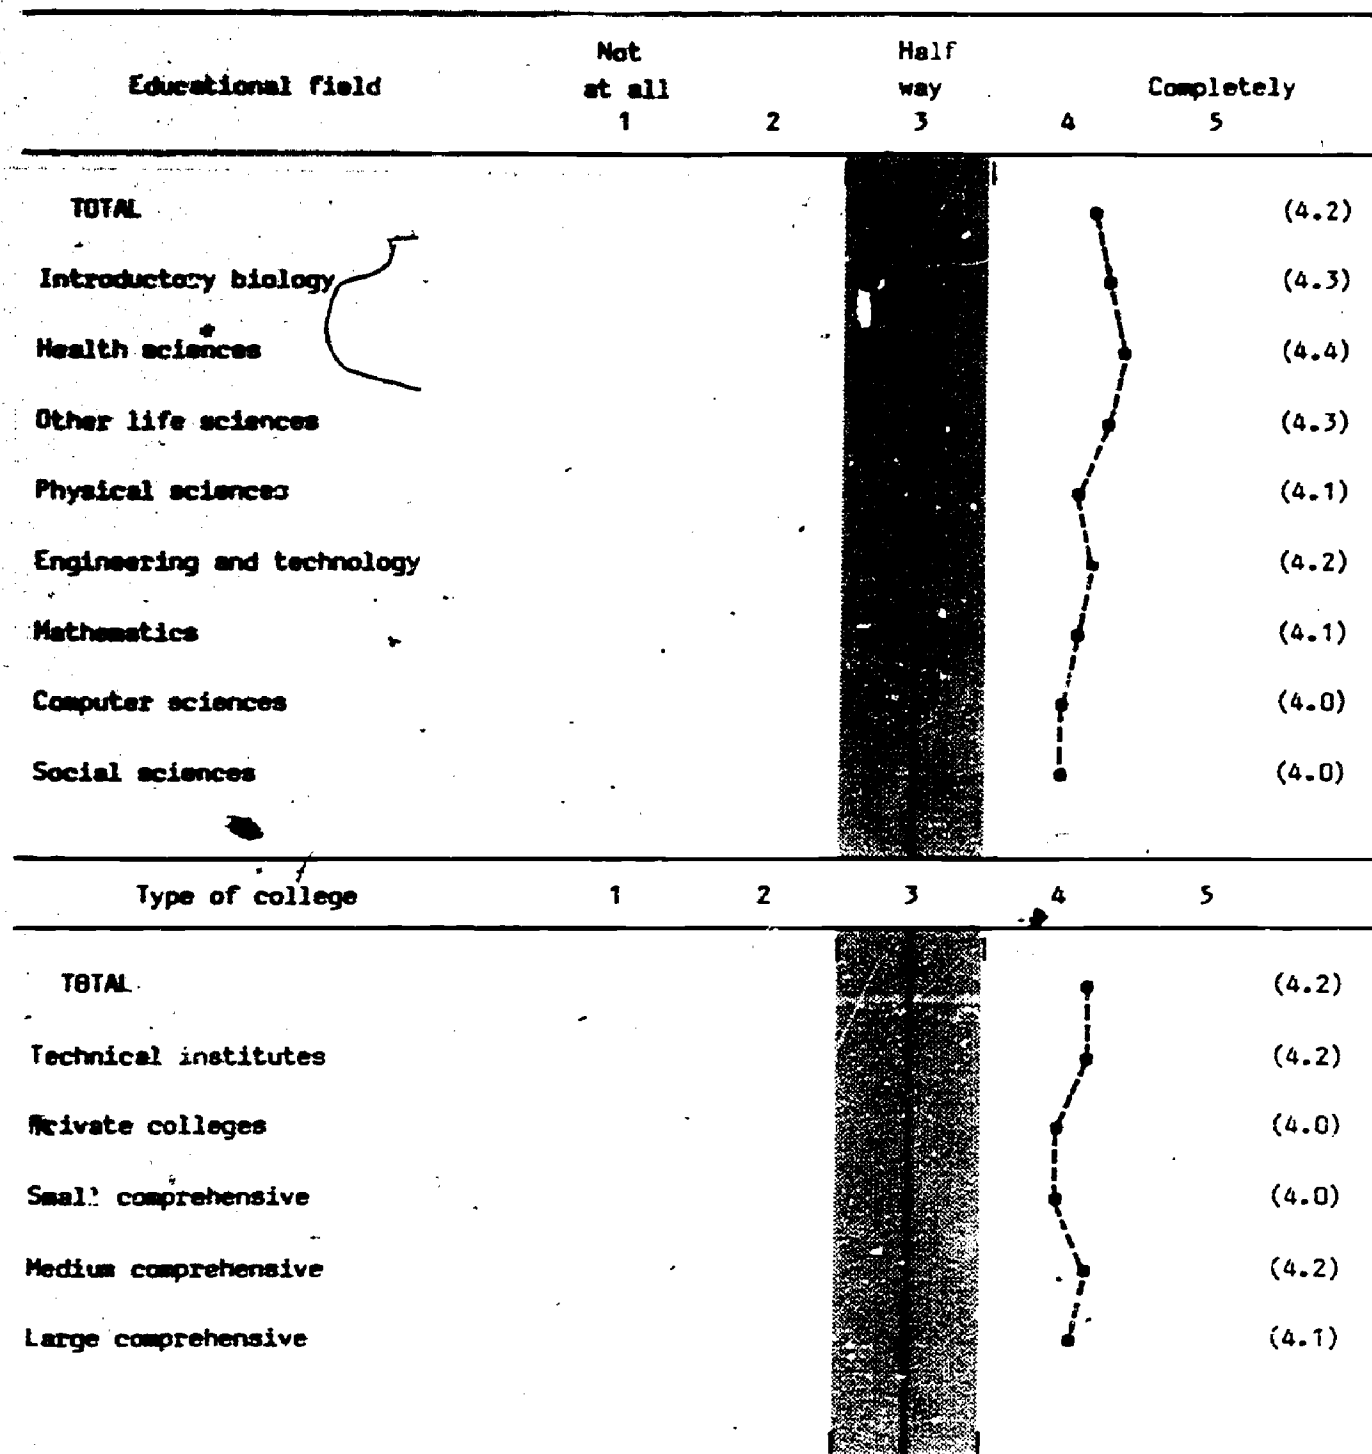 Not Half
Educational field at all way Completely
1 2 3 4 5
TOTAL (4.2)
Introductory biology (4.3)
Health sciences (4.4)
Other life sciences (4.3)
Physical sciences (4.1)
Engineering and technology (4.2)
Mathematics (4.1)
Computer sciences (4.0)
Social sciences (4.0)
Type of college 1 2 3 4 5
TOTAL (4.2)
Technical institutes (4.2)
Private colleges (4.0)
Small comprehensive (4.0)
Medium comprehensive (4.2)
Large comprehensive (4.1)